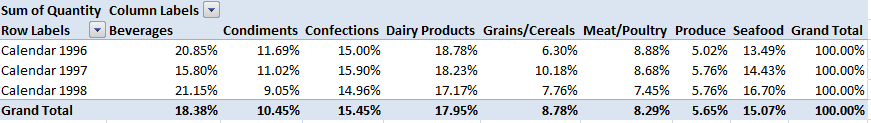 Sum of Quantity Column Labels
Row Labels Beverages Condiments Confections Dairy Products Grains/Cereals Meat/Poultry Produce Seafood Grand Total
Calendar 1996 20.85% 11.69% 15.00% 18.78% 6.30% 8.88% 5.02% 13.49% 100.00%
Calendar 1997 15.80% 11.02% 15.90% 18.23% 10.18% 8.68% 5.76% 14.43% 100.00%
Calendar 1998 21.15% 9.05% 14.96% 17.17% 7.76% 7.45% 5.76% 16.70% 100.00%
Grand Total 18.38% 10.45% 15.45% 17.95% 8.78% 8.29% 5.65% 15.07% 100.00%